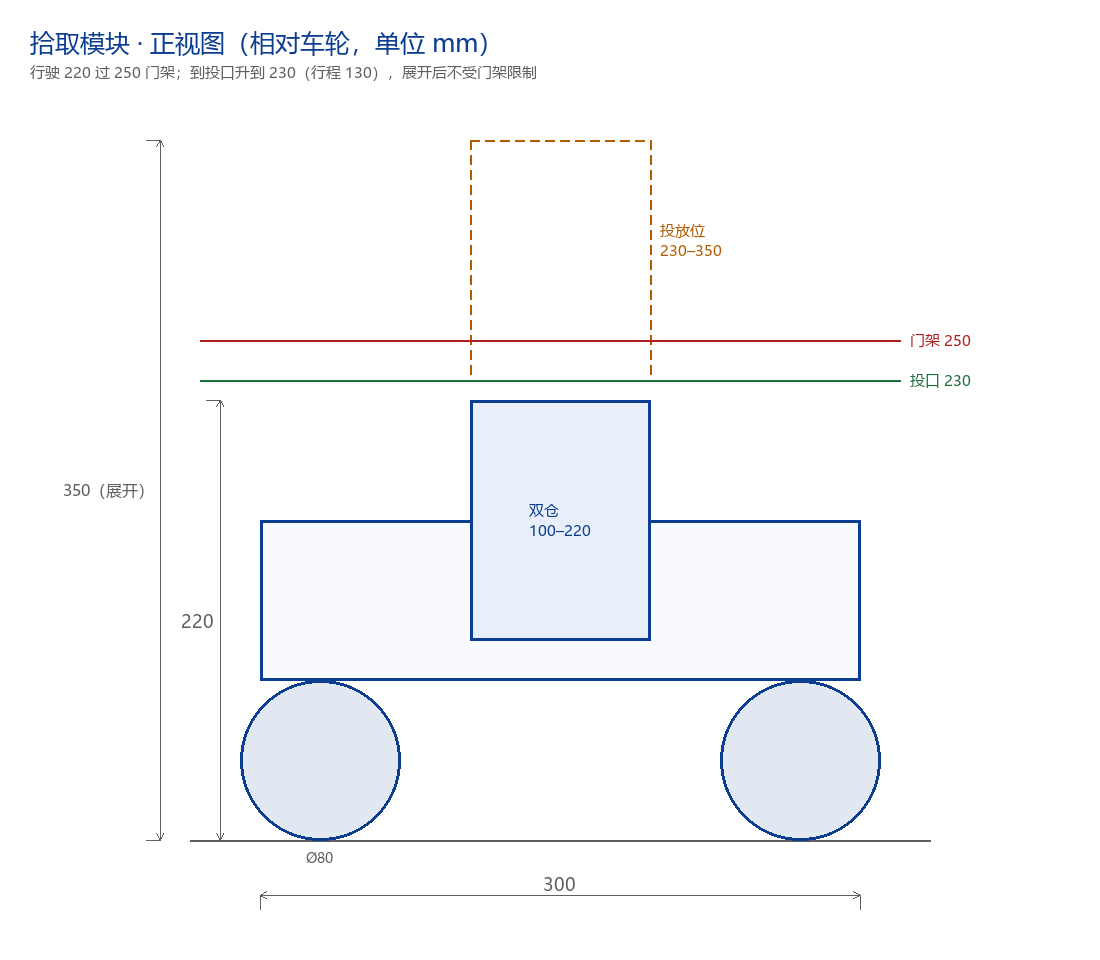 拾取模块 · 正视图（相对车轮，单位 mm）
行驶 220 过 250 门架；到投口升到 230（行程 130），展开后不受门架限制
投放位
230–350
门架 250
投口 230
350（展开）
双仓
100–220
220
Ø80
300